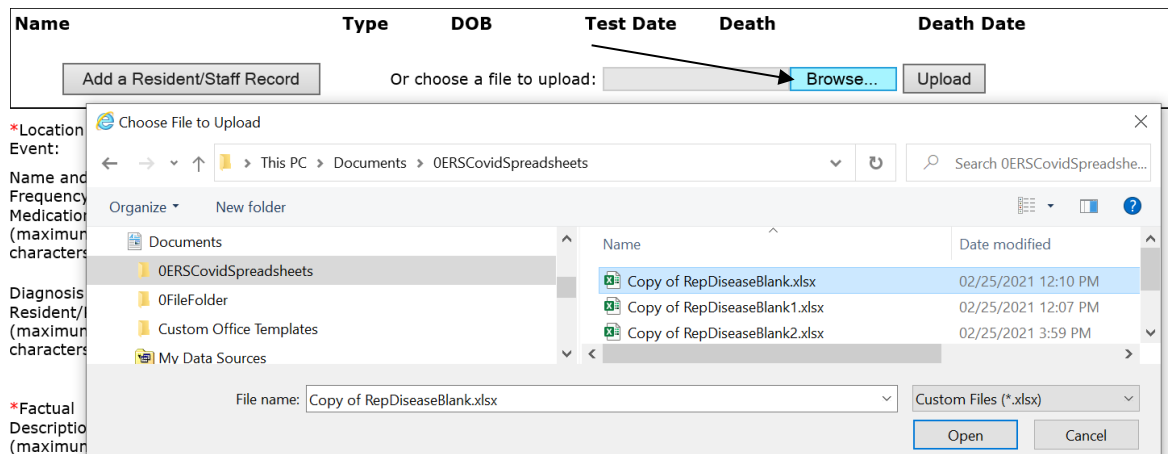 Name Type DOB Test Date Death Death Date
Add a Resident/Staff Record Or choose a file to upload: Browse... Upload
*Location
Event:
Name and
Frequency
(maximum
characters
Diagnosis
Resident/
(maximum
characters
*Factual
(maximum
Choose File to Upload
This PC > Documents > 0ERSCovidSpreadsheets
Search 0ERSCovidSpreadshe...
Organize New folder
Documents
0ERSCovidSpreadsheets
0FileFolder
Custom Office Templates
My Data Sources
Name Date modified
Copy of RepDiseaseBlank.xlsx 02/25/2021 12:10 PM
Copy of RepDiseaseBlank1.xlsx 02/25/2021 12:07 PM
Copy of RepDiseaseBlank2.xlsx 02/25/2021 3:59 PM
File name: Copy of RepDiseaseBlank.xlsx Custom Files (*.xlsx)
Open Cancel